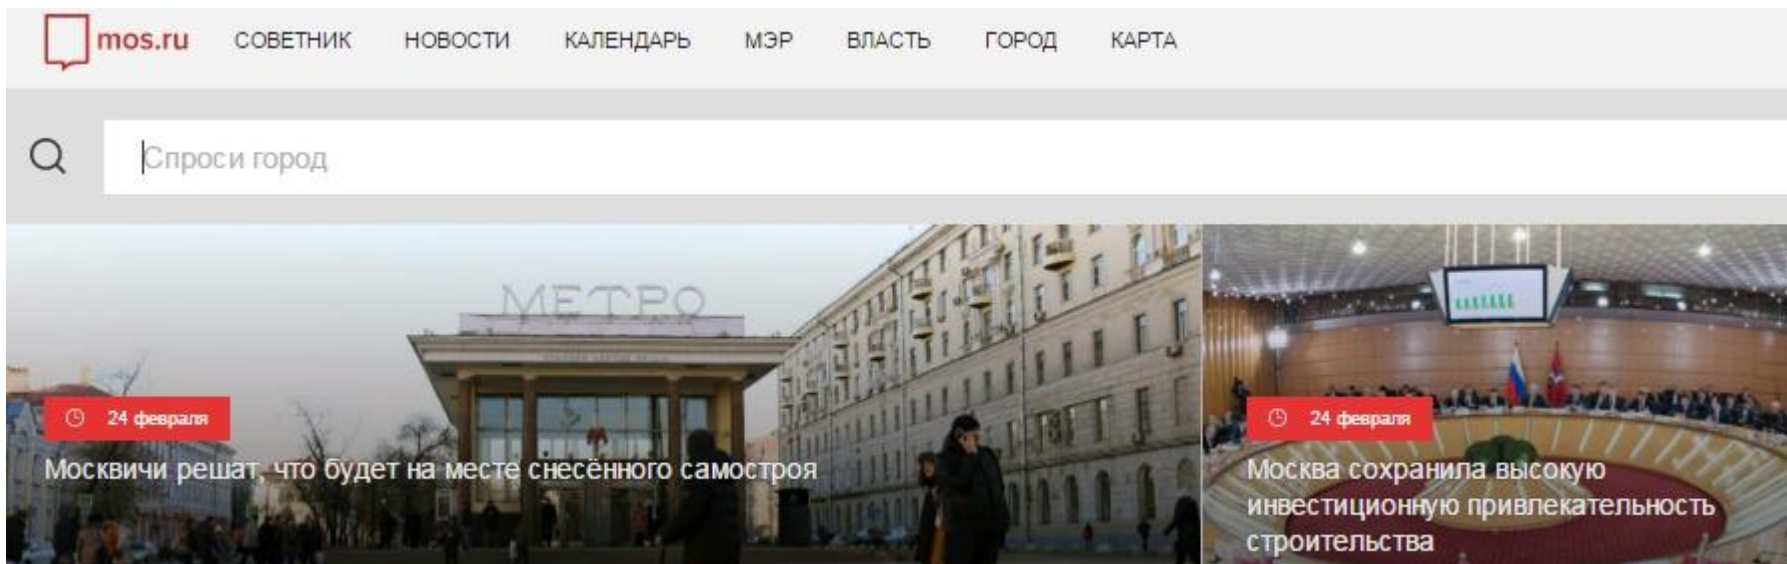 mos.ru СОВЕТНИК НОВОСТИ КАЛЕНДАРЬ МЭР ВЛАСТЬ ГОРОД КАРТА
Спроси город
МЕТРО
24 февраля
Москвичи решат, что будет на месте снесённого самостроя
24 февраля
Москва сохранила высокую
инвестиционную привлекательность
строительства